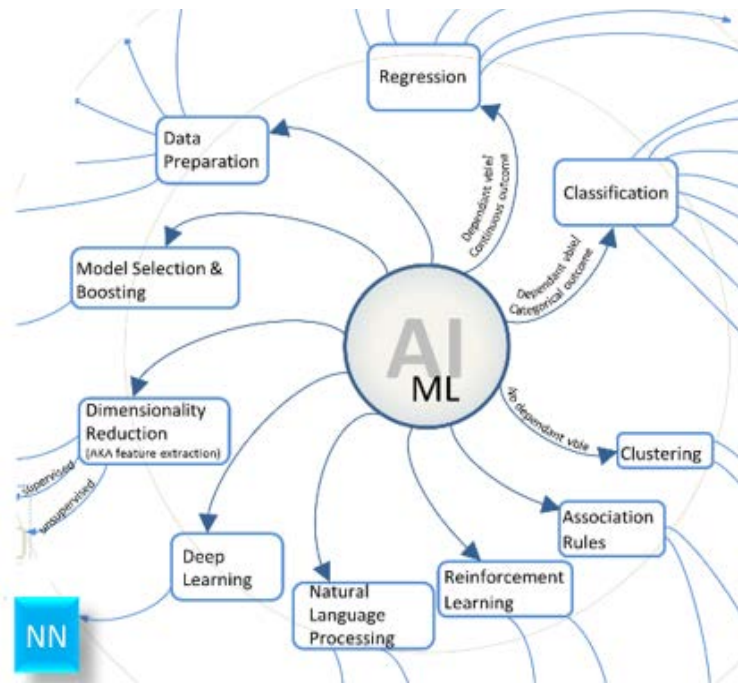 Regression
Data
Preparation
Classification
Dependant vble/
Continuous outcome
Dependant vble/
Categorical outcome
Model Selection &
Boosting
AI
ML
Dimensionality
Reduction
(AKA feature extraction)
No dependant vble
Clustering
supervised
unsupervised
Association
Rules
Deep
Learning
Natural
Language
Processing
Reinforcement
Learning
NN